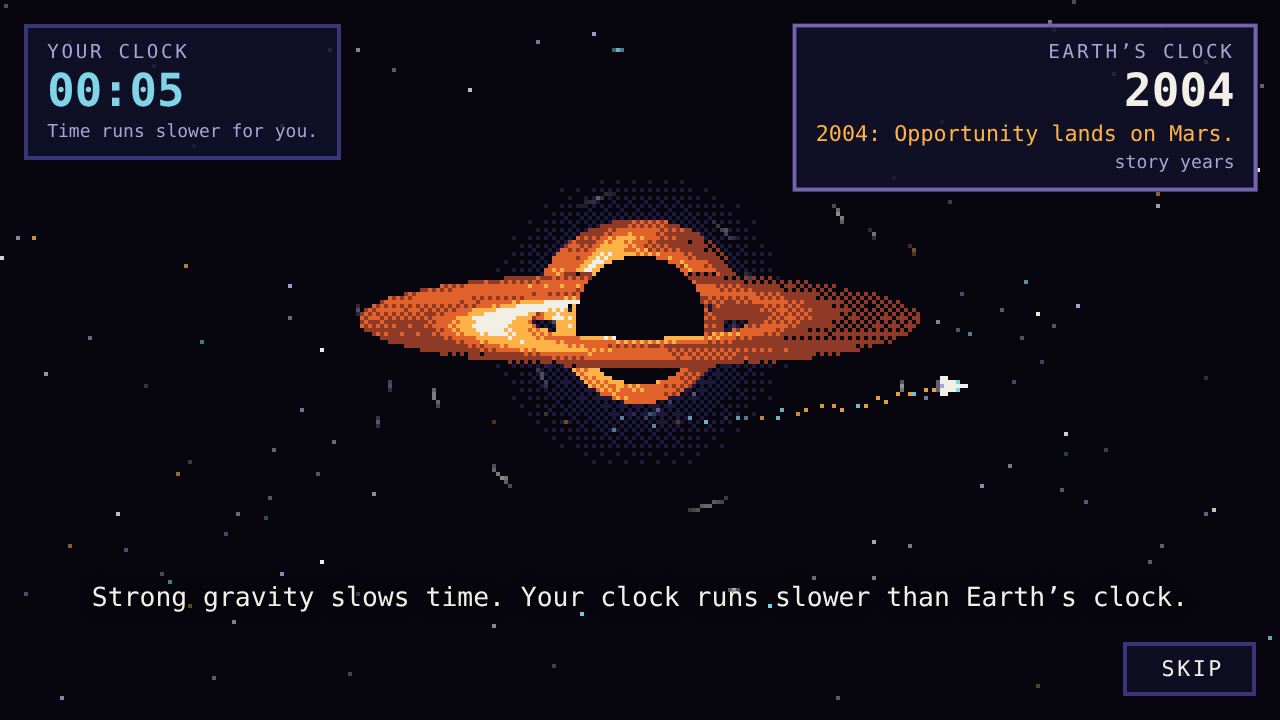 YOUR CLOCK
00:05
Time runs slower for you.
EARTH’S CLOCK
2004
2004: Opportunity lands on Mars.
story years
Strong gravity slows time. Your clock runs slower than Earth’s clock.
SKIP